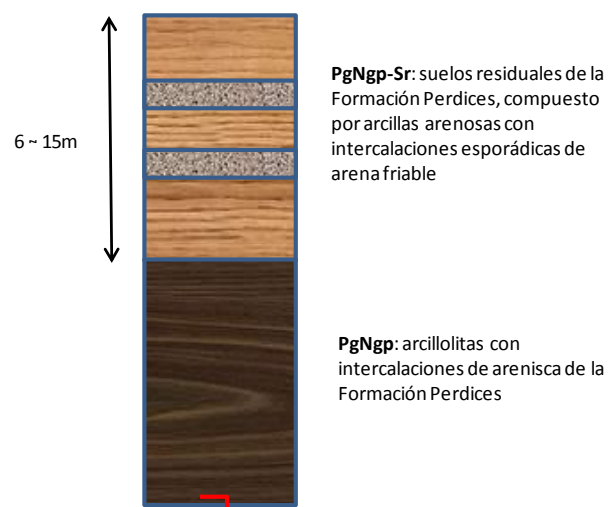 PgNgp-Sr: suelos residuales de la
Formación Perdices, compuesto
por arcillas arenosas con
intercalaciones esporádicas de
arena friable
6 ~ 15m
PgNgp: arcillolitas con
intercalaciones de arenisca de la
Formación Perdices